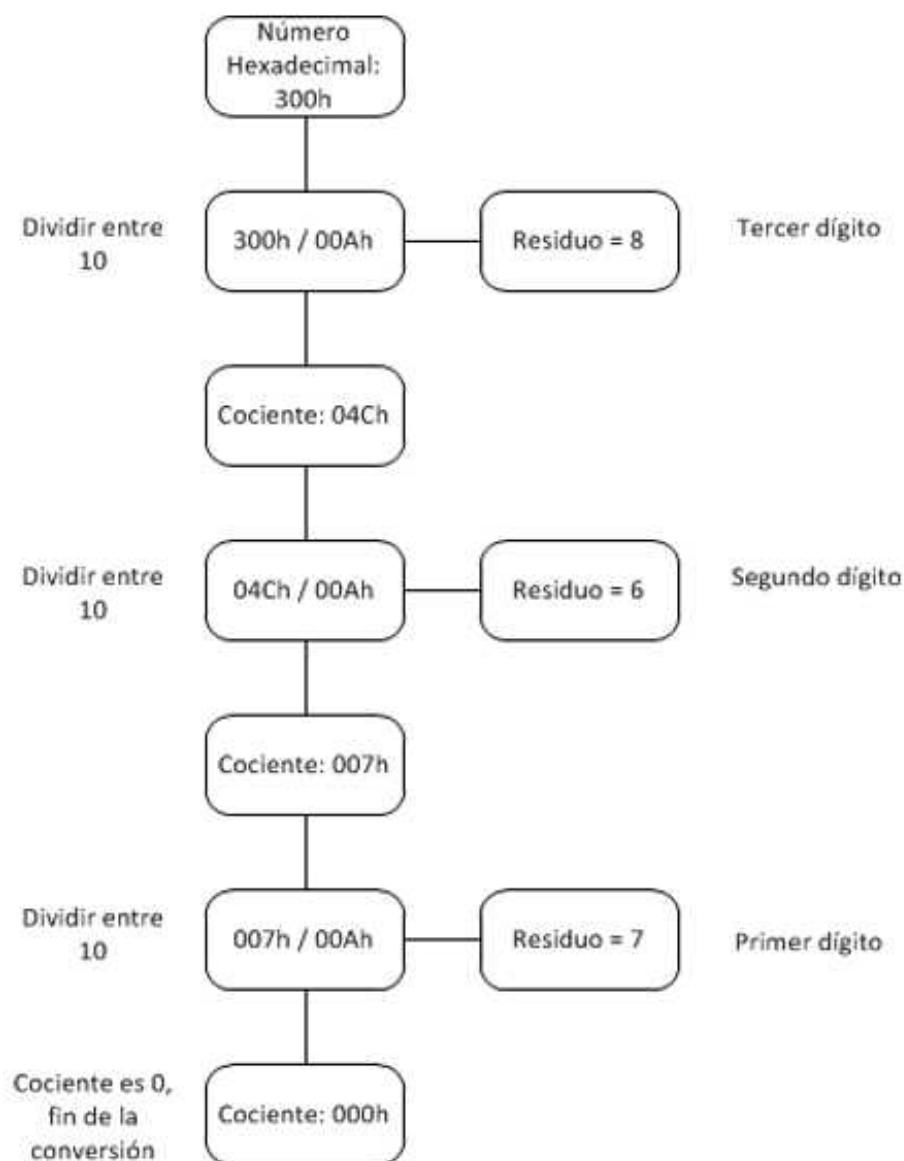 Número
Hexadecimal:
300h
Dividir entre
10
300h / 00Ah
Residuo = 8
Tercer dígito
Cociente: 04Ch
Dividir entre
10
04Ch / 00Ah
Residuo = 6
Segundo dígito
Cociente: 007h
Dividir entre
10
007h / 00Ah
Residuo = 7
Primer dígito
Cociente es 0,
fin de la
conversión
Cociente: 000h